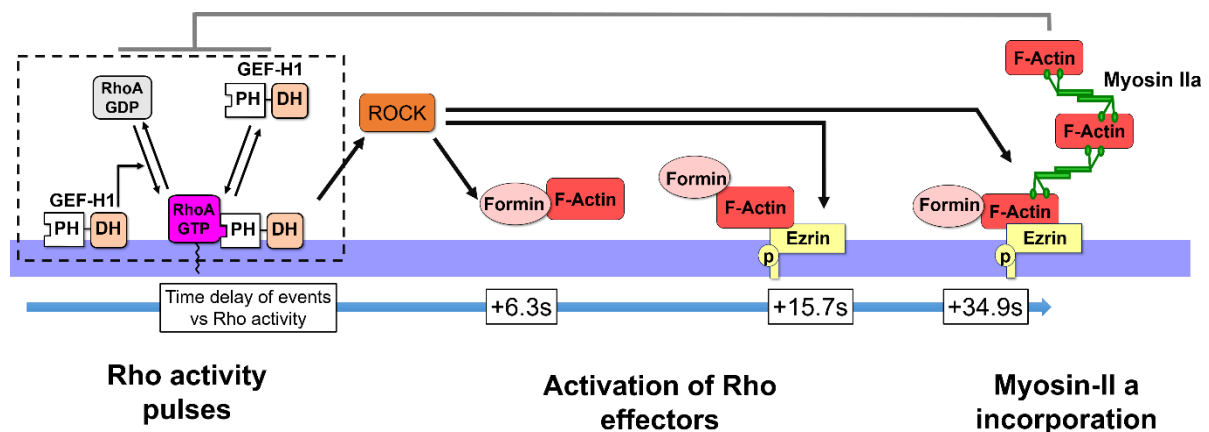 GEF-H1
RhoA
GDP
PH
DH
ROCK
F-Actin
Myosin IIa
F-Actin
GEF-H1
PH
DH
RhoA
GTP
PH
DH
Formin
F-Actin
Formin
F-Actin
Ezrin
p
Formin
F-Actin
Ezrin
p
Time delay of events
vs Rho activity
+6.3s
+15.7s
+34.9s
Rho activity
pulses
Activation of Rho
effectors
Myosin-II a
incorporation